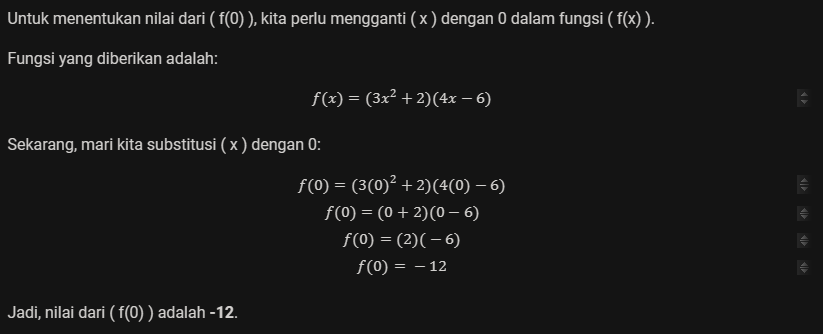 Untuk menentukan nilai dari ( f(0) ), kita perlu mengganti ( x ) dengan 0 dalam fungsi ( f(x) ).
Fungsi yang diberikan adalah:
f(x) = (3x² + 2)(4x − 6)
Sekarang, mari kita substitusi ( x ) dengan 0:
f(0) = (3(0)² + 2)(4(0) − 6)
f(0) = (0 + 2)(0 − 6)
f(0) = (2)( − 6)
f(0) = − 12
Jadi, nilai dari ( f(0) ) adalah -12.